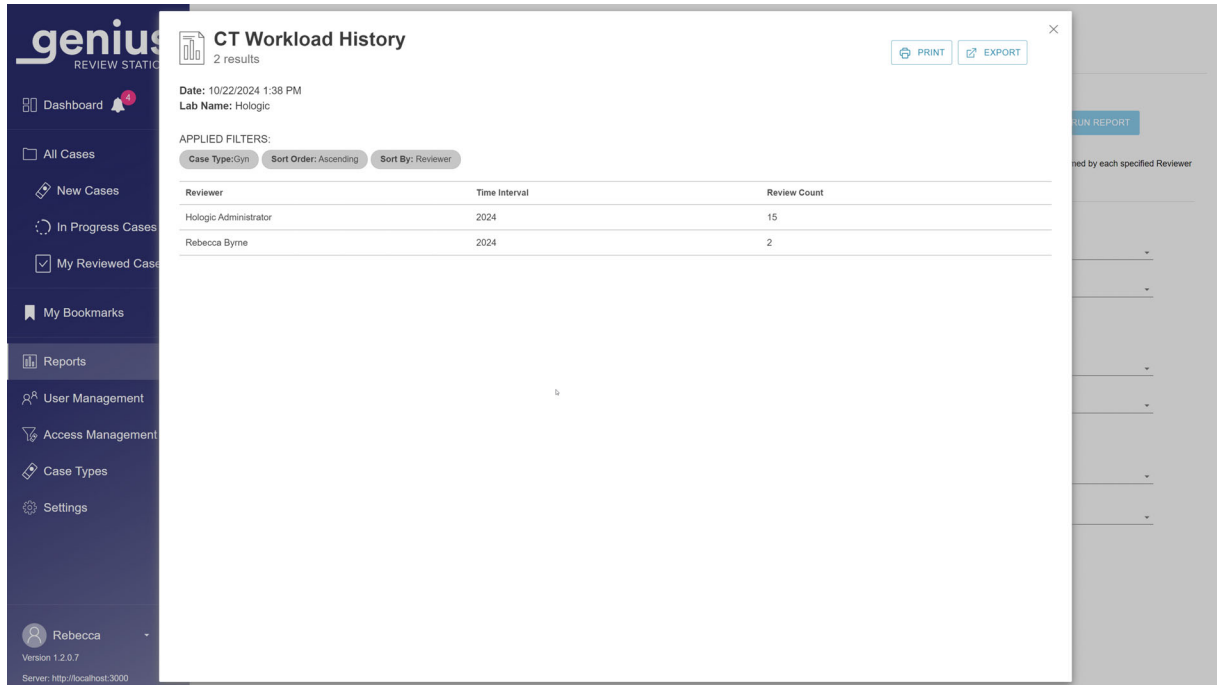 genius
REVIEW STATIO
Dashboard 4
All Cases
New Cases
In Progress Cases
My Reviewed Case
My Bookmarks
Reports
User Management
Access Management
Case Types
Settings
Rebecca
Version 1.2.0.7
Server: http://localhost:3000
CT Workload History
2 results
PRINT EXPORT
Date: 10/22/2024 1:38 PM
Lab Name: Hologic
APPLIED FILTERS:
Case Type:Gyn Sort Order: Ascending Sort By: Reviewer
Reviewer Time Interval Review Count
Hologic Administrator 2024 15
Rebecca Byrne 2024 2
RUN REPORT
ned by each specified Reviewer